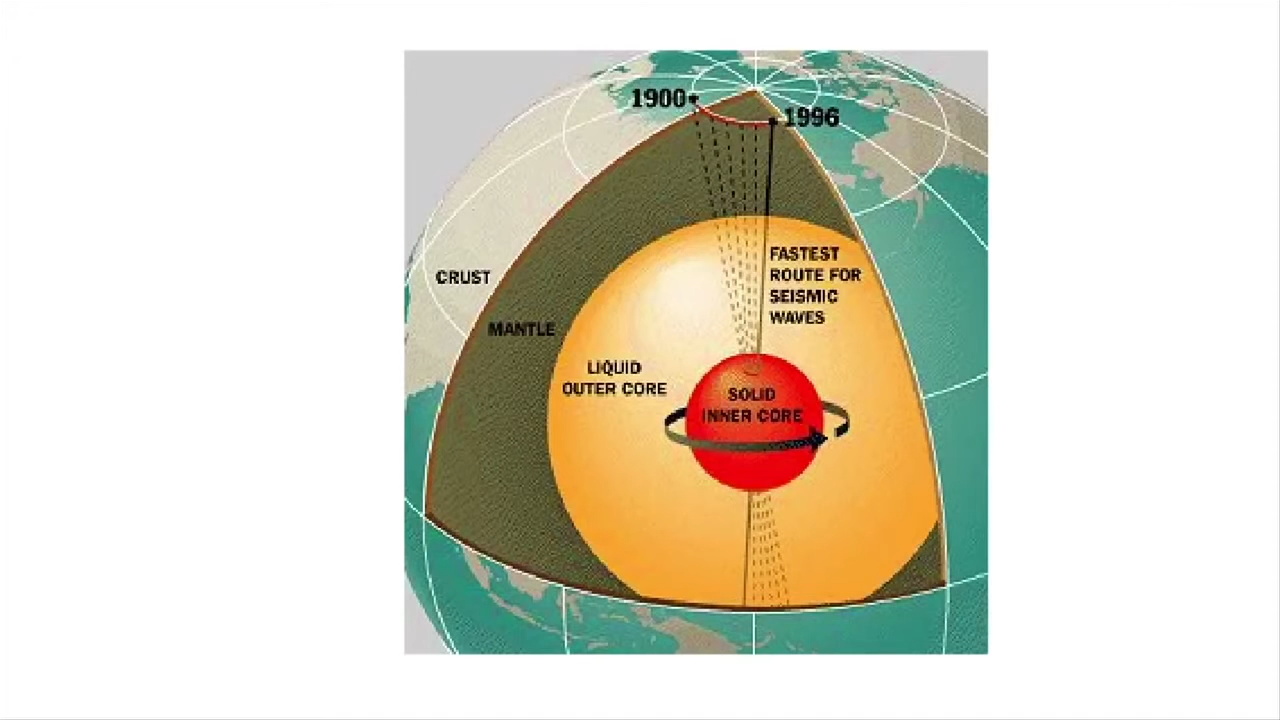 1900
1996
FASTEST
ROUTE FOR
SEISMIC
WAVES
CRUST
MANTLE
LIQUID
OUTER CORE
SOLID
INNER CORE